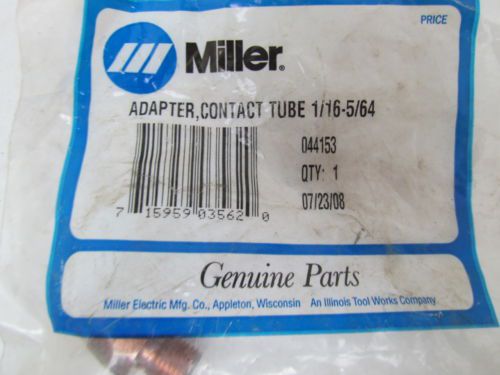 PRICE
Miller®
ADAPTER,CONTACT TUBE 1/16-5/64
044153
QTY: 1
07/23/08
7 15959 03562 0
Genuine Parts
Miller Electric Mfg. Co., Appleton, Wisconsin An Illinois Tool Works Company